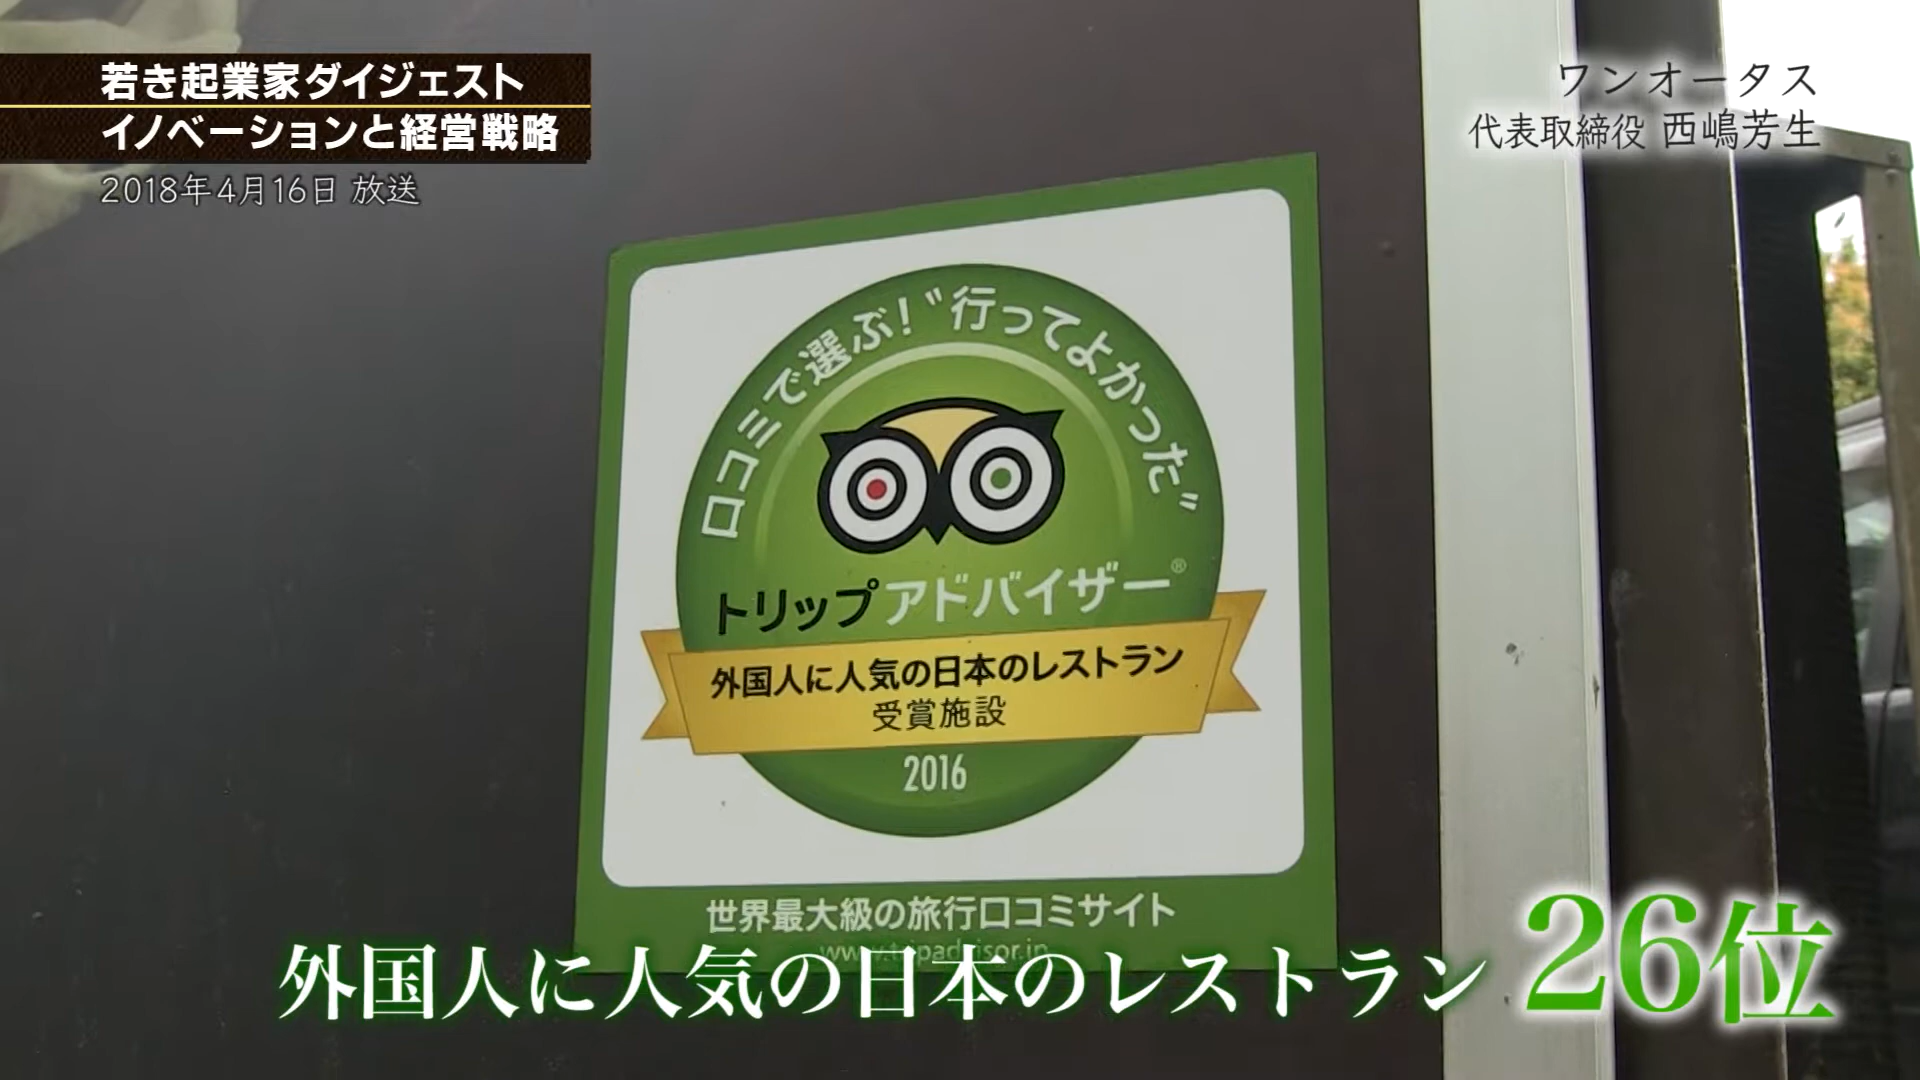 若き起業家ダイジェスト
イノベーションと経営戦略
2018年4月16日 放送
ワンオータス
代表取締役 西嶋芳生
口コミで選ぶ!“行ってよかった”
トリップアドバイザー®
外国人に人気の日本のレストラン
受賞施設
2016
世界最大級の旅行口コミサイト
www.tripadvisor.jp
外国人に人気の日本のレストラン 26位